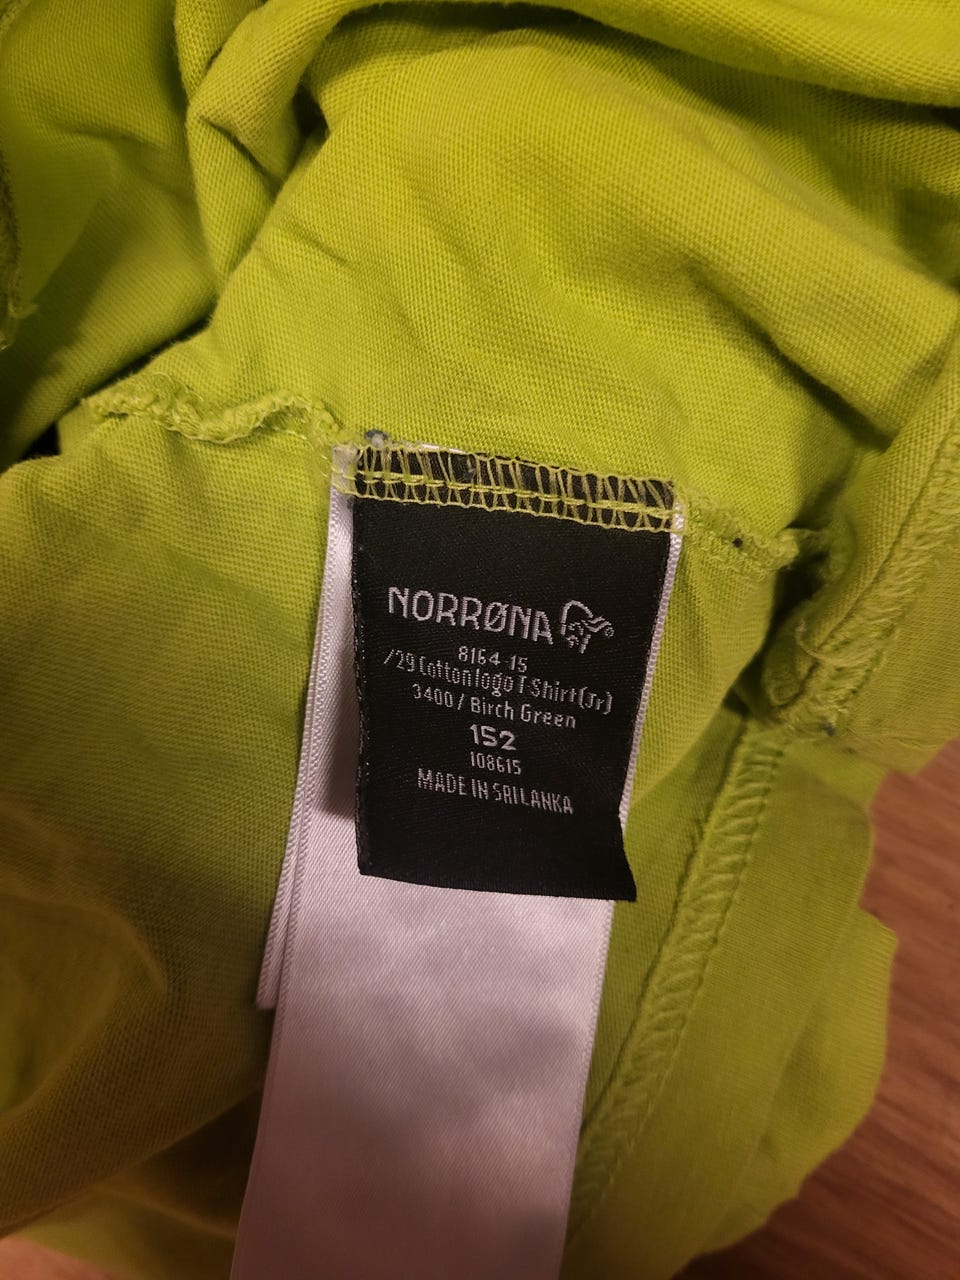 NORRØNA
8164-15
/29 Cotton logo T-Shirt (Jr)
3400 / Birch Green
152
108615
MADE IN SRI LANKA